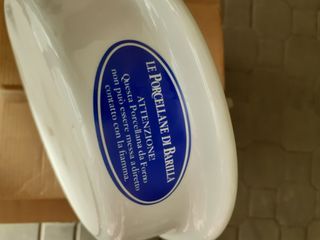 LE PORCELLANE DI BARILLA
ATTENZIONE!
Questa Porcellana da Forno
non può essere messa a diretto
contatto con la fiamma.